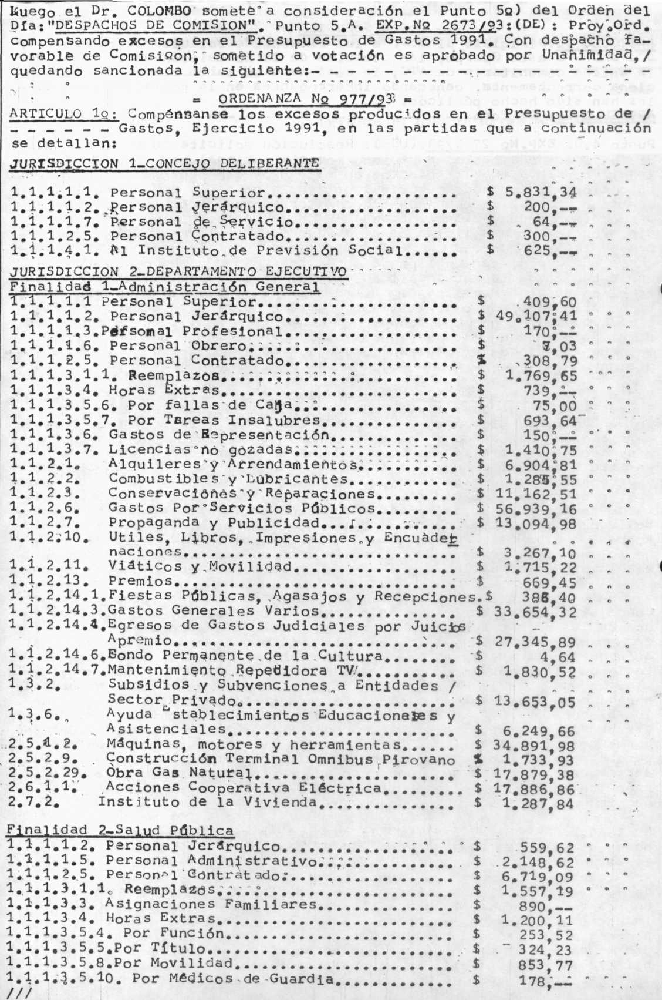 Luego el Dr. COLOMBO somete a consideración el Punto 5º) del Orden del
Día:"DESPACHOS DE COMISION". Punto 5.A. EXP.Nº 2673/93:(DE): Proy.Ord.
compensando excesos en el Presupuesto de Gastos 1991. Con despacho fa-
vorable de Comisión, sometido a votación es aprobado por Unanimidad,/
quedando sancionada la siguiente:- - - - - - - - - - - - - - - - - - -
= ORDENANZA Nº 977/93 =
ARTICULO 1º: Compénsanse los excesos producidos en el Presupuesto de /
- - - - - - Gastos, Ejercicio 1991, en las partidas que a continuación
se detallan:
JURISDICCION 1-CONCEJO DELIBERANTE
1.1.1.1.1. Personal Superior.................... $ 5.831,34
1.1.1.1.2. Personal Jerárquico.................. $ 200,--
1.1.1.1.7. Personal de Servicio................. $ 64,--
1.1.1.2.5. Personal Contratado.................. $ 300,--
1.1.1.4.1. Al Instituto de Previsión Social...... $ 625,--
JURISDICCION 2-DEPARTAMENTO EJECUTIVO
Finalidad 1-Administración General
1.1.1.1.1 Personal Superior..................... $ 409,60
1.1.1.1.2. Personal Jerárquico.................. $ 49.107,41
1.1.1.1.3.Persomal Profesional.................. $ 170,--
1.1.1.1.6. Personal Obrero...................... $ 7,03
1.1.1.2.5. Personal Contratado.................. $ 308,79
1.1.1.3.1.1. Reemplazos......................... $ 1.769,65
1.1.1.3.4. Horas Extras......................... $ 739,--
1.1.1.3.5.6. Por fallas de Caja................. $ 75,00
1.1.1.3.5.7. Por Tareas Insalubres.............. $ 693,64
1.1.1.3.6. Gastos de Representación............. $ 150,--
1.1.1.3.7. Licencias no gozadas................. $ 1.410,75
1.1.2.1. Alquileres y Arrendamientos........... $ 6.904,81
1.1.2.2. Combustibles y Lubricantes............ $ 1.285,55
1.1.2.3. Conservaciones y Reparaciones......... $ 11.162,51
1.1.2.6. Gastos Por Servicios Públicos......... $ 56.939,16
1.1.2.7. Propaganda y Publicidad............... $ 13.094,98
1.1.2.10. Utiles, Libros, Impresiones y Encuader
naciones............................. $ 3.267,10
1.1.2.11. Viáticos y Movilidad................. $ 1.715,22
1.1.2.13. Premios.............................. $ 669,45
1.1.2.14.1.Fiestas Públicas, Agasajos y Recepciones.$ 386,40
1.1.2.14.3.Gastos Generales Varios............... $ 33.654,32
1.1.2.14.4.Egresos de Gastos Judiciales por Juicios
Apremio.............................. $ 27.345,89
1.1.2.14.6.Fondo Permanente de la Cultura........ $ 4,64
1.1.2.14.7.Mantenimiento Repetidora TV........... $ 1.830,52
1.3.2. Subsidios y Subvenciones a Entidades /
Sector Privado....................... $ 13.653,05
1.3.6. Ayuda Establecimientos Educacionales y
Asistenciales........................ $ 6.249,66
2.5.1.2. Máquinas, motores y herramientas...... $ 34.891,98
2.5.2.9. Construcción Terminal Omnibus Pirovano $ 1.733,93
2.5.2.29. Obra Gas Natural..................... $ 17.879,38
2.6.1.1. Acciones Cooperativa Eléctrica......... $ 17.886,86
2.7.2. Instituto de la Vivienda............... $ 1.287,84
Finalidad 2-Salud Pública
1.1.1.1.2. Personal Jerárquico.................. $ 559,62
1.1.1.1.5. Personal Administrativo.............. $ 2.148,62
1.1.1.2.5. Personal Contratado.................. $ 6.719,09
1.1.1.3.1.1. Reemplazos......................... $ 1.557,19
1.1.1.3.3. Asignaciones Familiares.............. $ 890,--
1.1.1.3.4. Horas Extras......................... $ 1.200,11
1.1.1.3.5.4. Por Función........................ $ 253,52
1.1.1.3.5.5.Por Título.......................... $ 324,23
1.1.1.3.5.8.Por Movilidad....................... $ 853,77
1.1.1.3.5.10. Por Médicos de Guardia............ $ 178,--
///